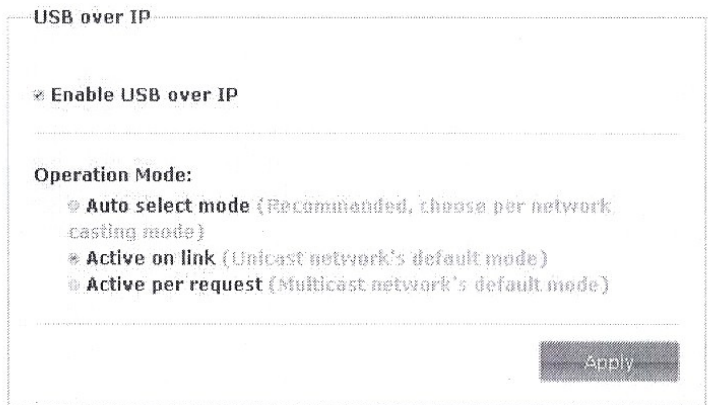 USB over IP
Enable USB over IP
Operation Mode:
Auto select mode (Recommanded, choose per network
casting mode)
Active on link (Unicast network's default mode)
Active per request (Multicast network's default mode)
Apply